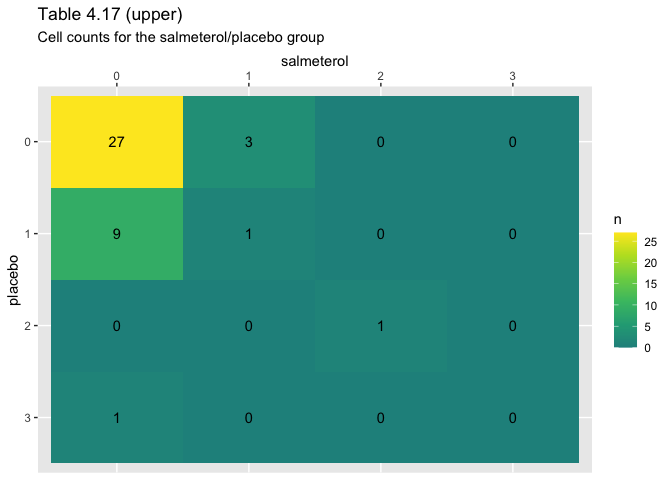 Table 4.17 (upper)
Cell counts for the salmeterol/placebo group
salmeterol
0 1 2 3
placebo
0 27 3 0 0
1 9 1 0 0
2 0 0 1 0
3 1 0 0 0
n
25
20
15
10
5
0